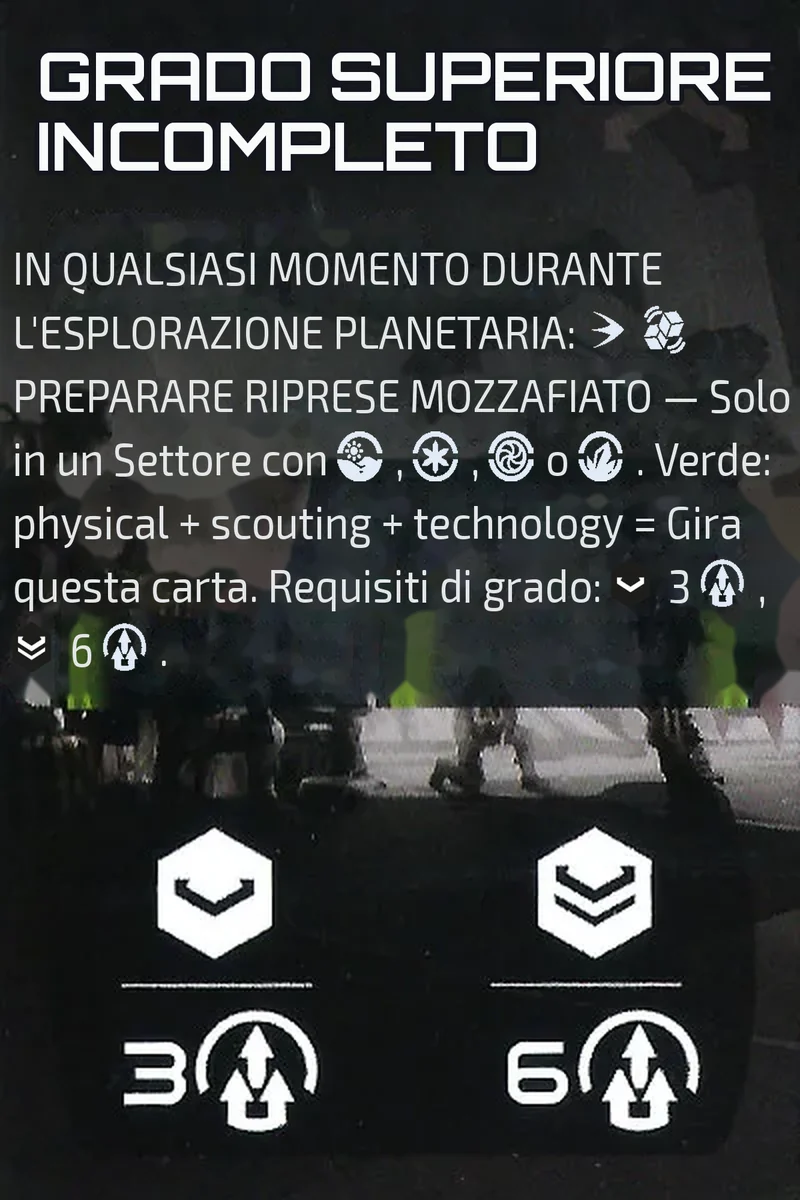 GRADO SUPERIORE
INCOMPLETO
IN QUALSIASI MOMENTO DURANTE
L'ESPLORAZIONE PLANETARIA:
PREPARARE RIPRESE MOZZAFIATO — Solo
in un Settore con , , o . Verde:
physical + scouting + technology = Gira
questa carta. Requisiti di grado: 3 ,
6 .
3 6